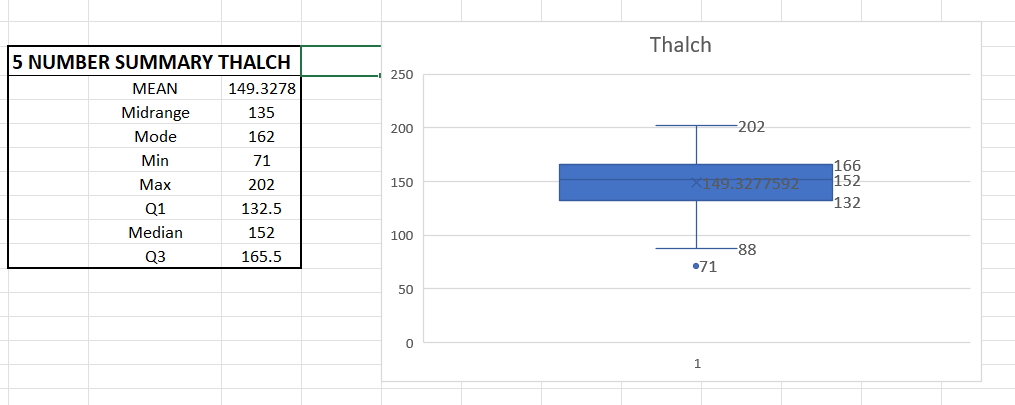 5 NUMBER SUMMARY THALCH
MEAN 149.3278
Midrange 135
Mode 162
Min 71
Max 202
Q1 132.5
Median 152
Q3 165.5
Thalch
250
200
150
100
50
0
202
166
152
149.3277592
132
88
71
1